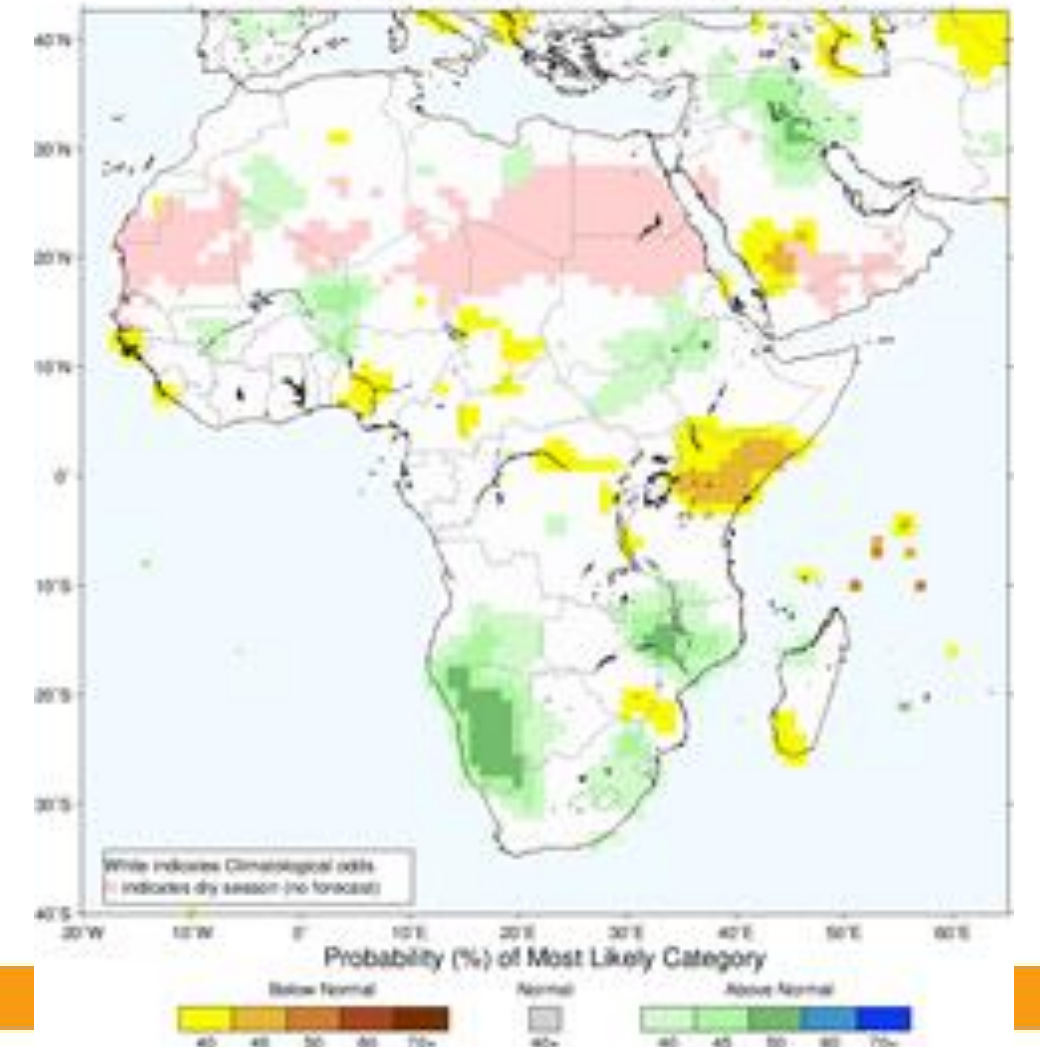 40°N
30°N
20°N
10°N
0°
10°S
20°S
30°S
40°S
20°W 10°W 0° 10°E 20°E 30°E 40°E 50°E 60°E
White indicates Climatological odds
indicates dry season (no forecast)
Probability (%) of Most Likely Category
Below Normal Normal Above Normal
40 45 50 60 70+ 40+ 40 45 50 60 70+